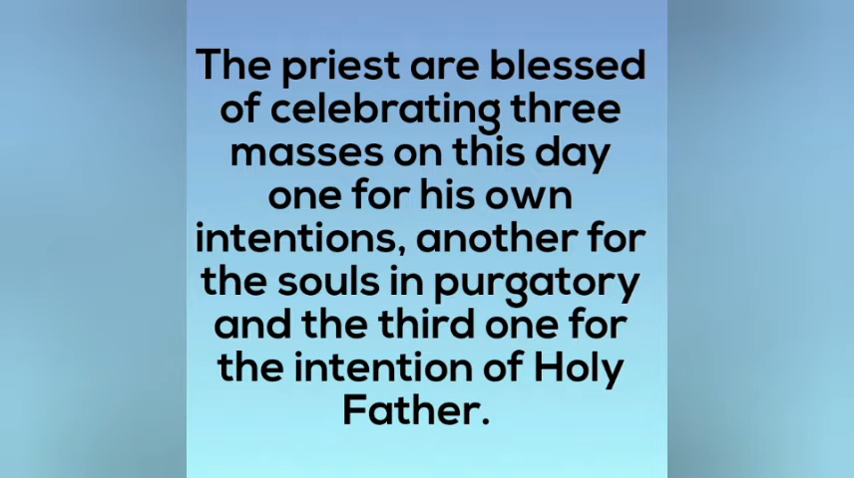 The priest are blessed
of celebrating three
masses on this day
one for his own
intentions, another for
the souls in purgatory
and the third one for
the intention of Holy
Father.